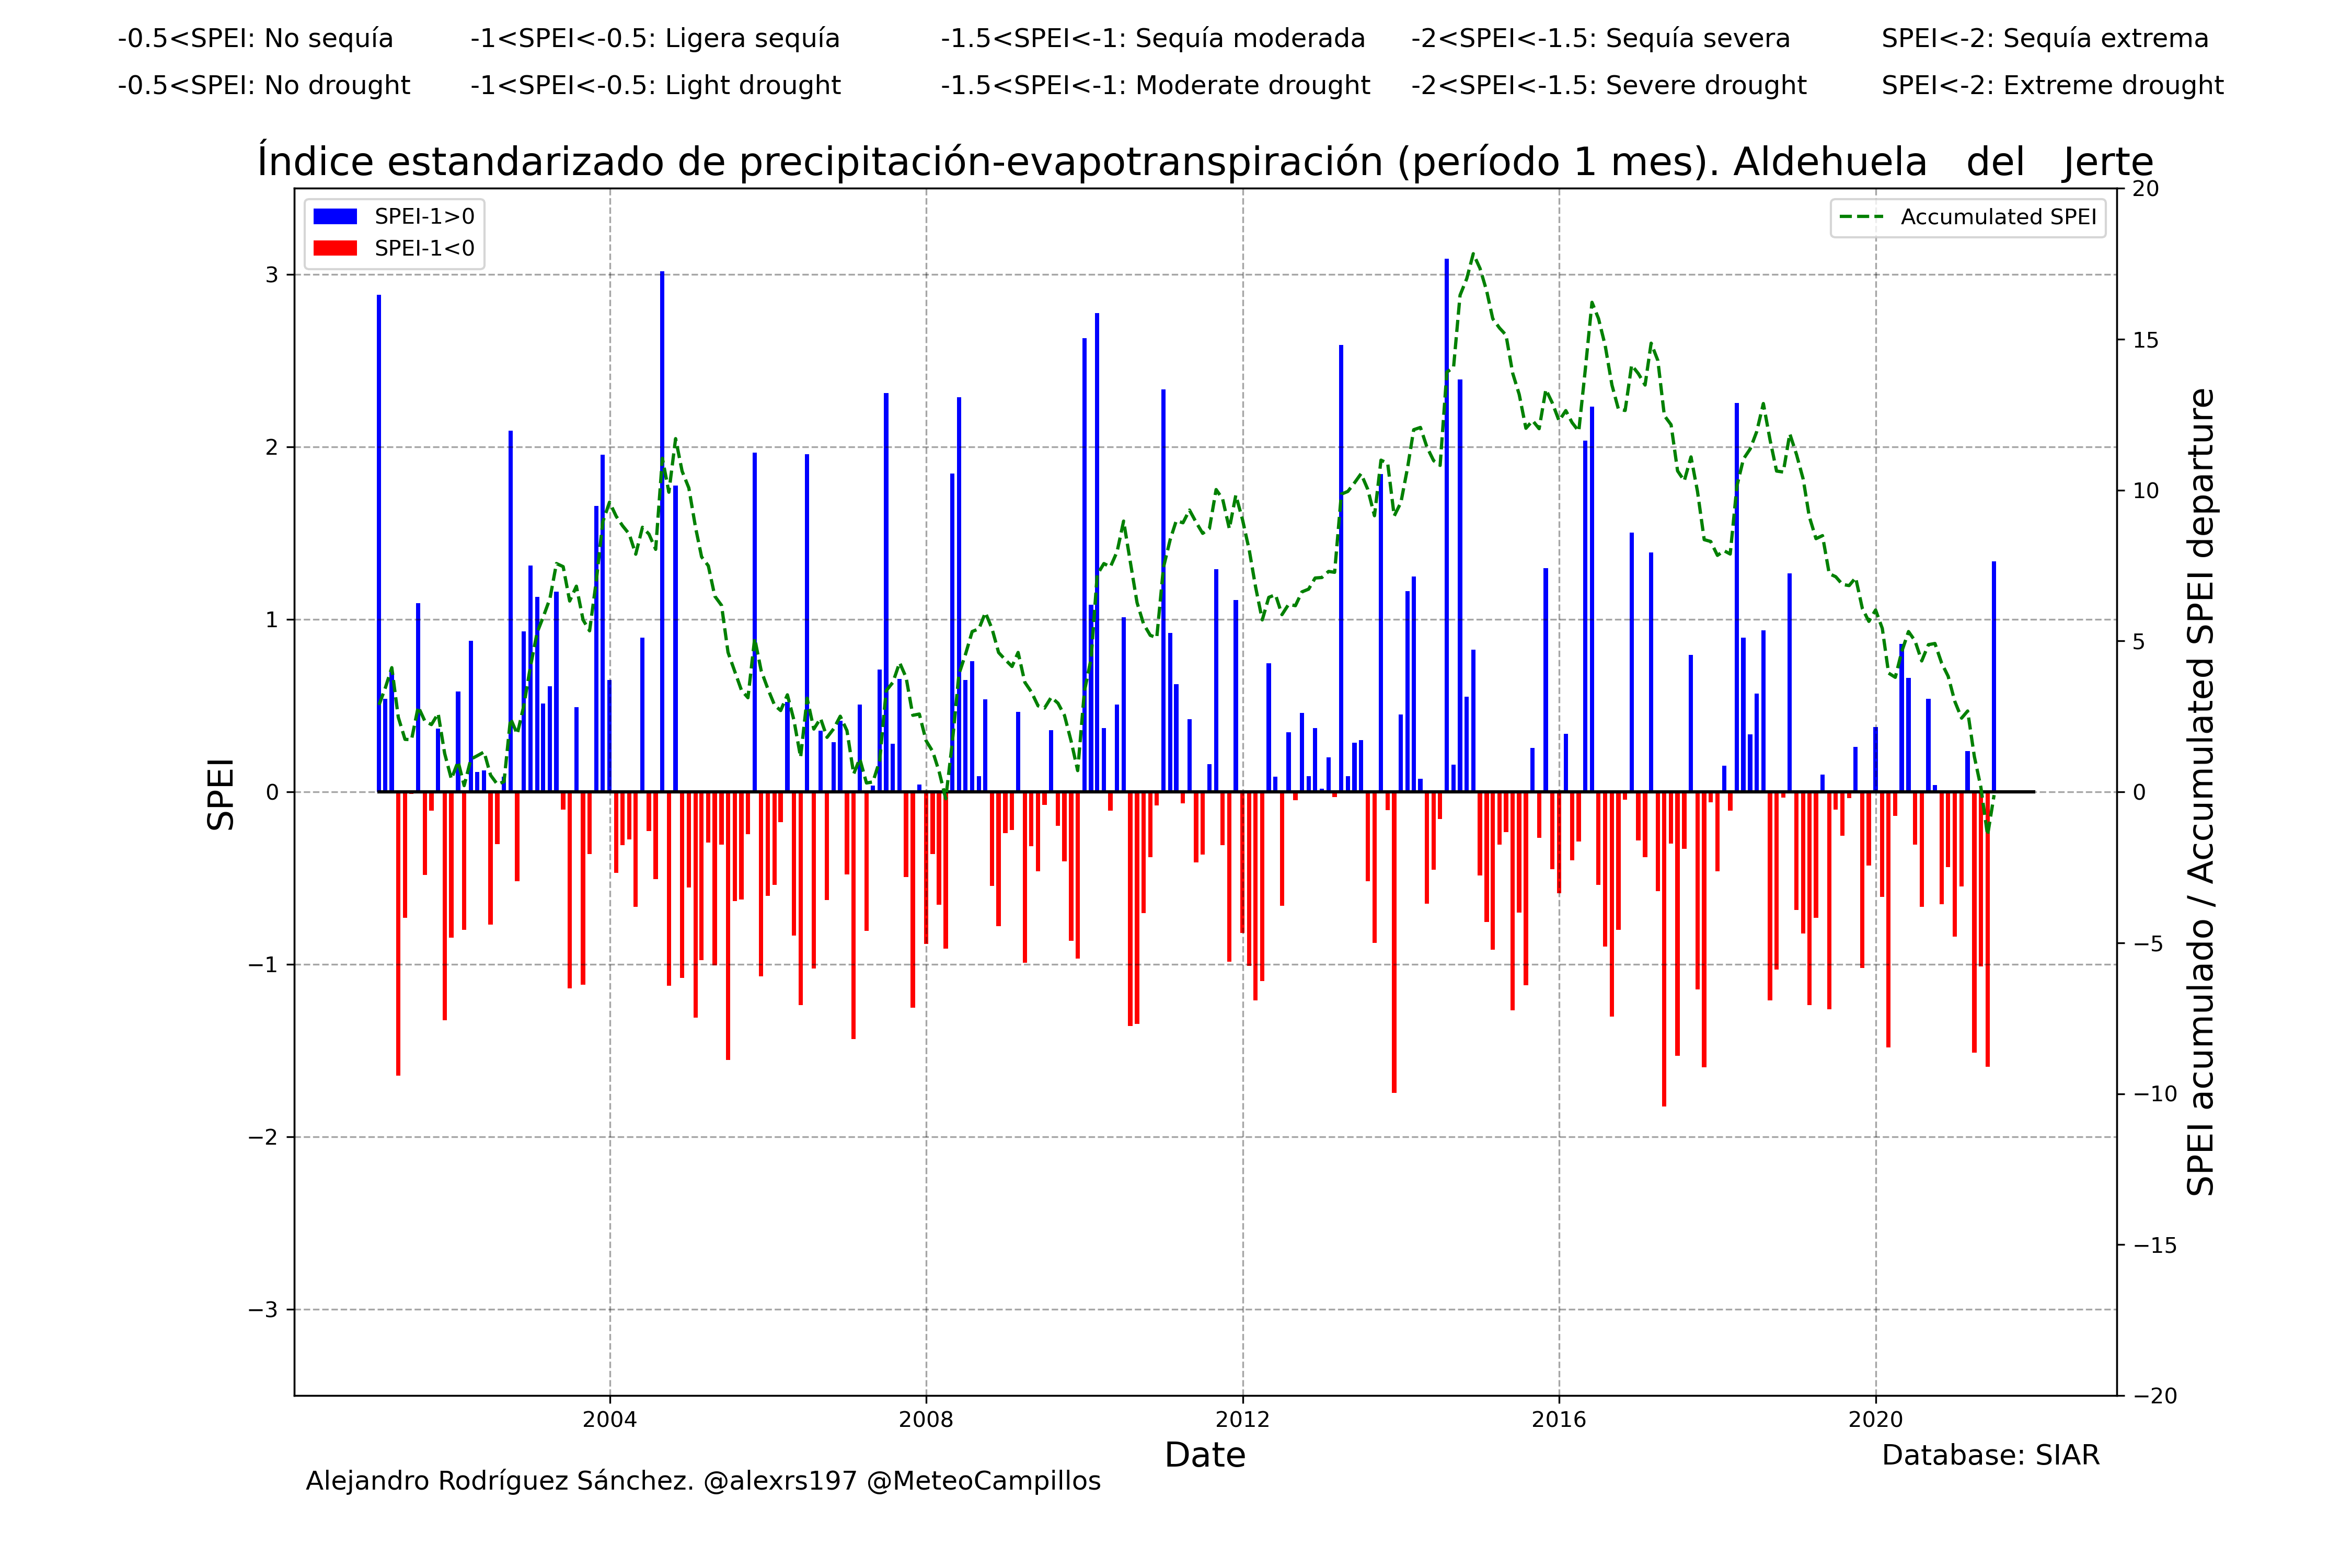 -0.5<SPEI: No sequía -1<SPEI<-0.5: Ligera sequía -1.5<SPEI<-1: Sequía moderada -2<SPEI<-1.5: Sequía severa SPEI<-2: Sequía extrema
-0.5<SPEI: No drought -1<SPEI<-0.5: Light drought -1.5<SPEI<-1: Moderate drought -2<SPEI<-1.5: Severe drought SPEI<-2: Extreme drought
Índice estandarizado de precipitación-evapotranspiración (período 1 mes). Aldehuela del Jerte
SPEI-1>0
SPEI-1<0
Accumulated SPEI
SPEI
3
2
1
0
−1
−2
−3
20
15
10
5
0
−5
−10
−15
−20
SPEI acumulado / Accumulated SPEI departure
2004 2008 2012 2016 2020
Date
Database: SIAR
Alejandro Rodríguez Sánchez. @alexrs197 @MeteoCampillos